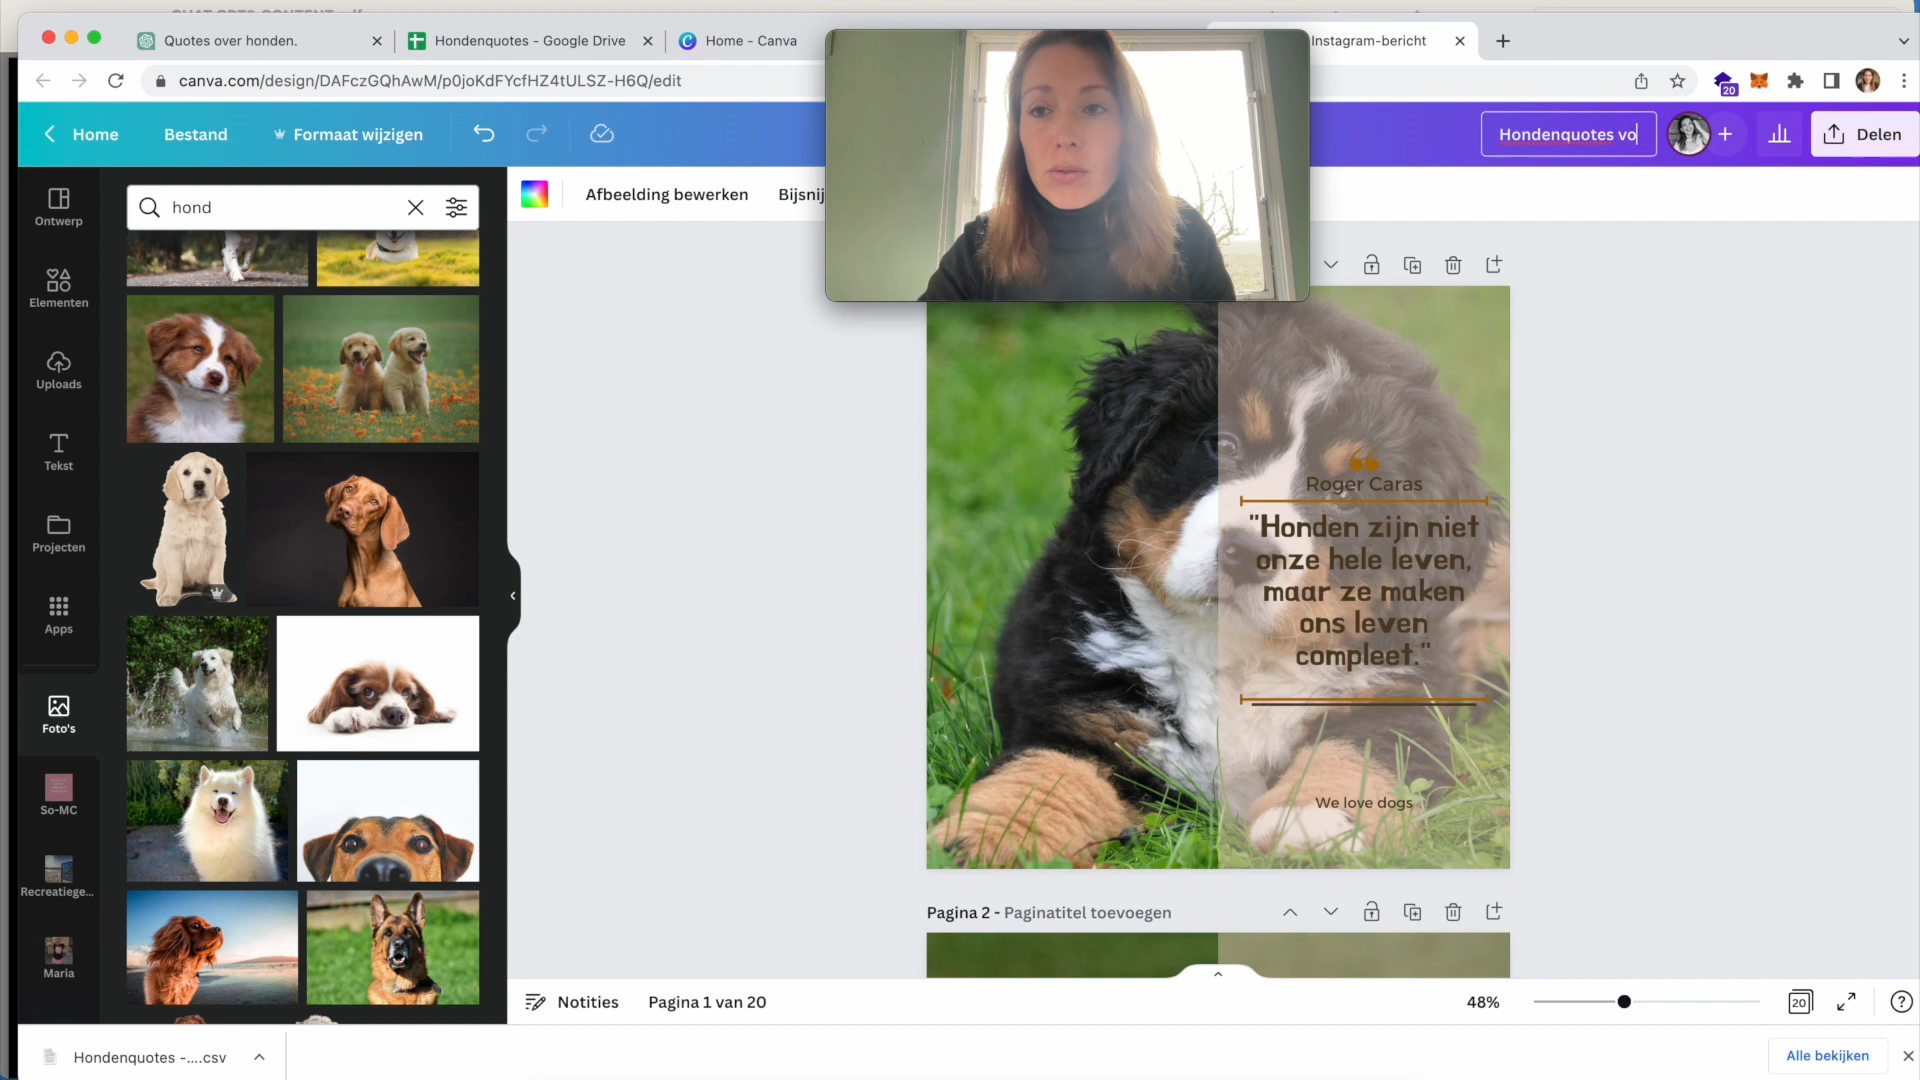 Quotes over honden.
Hondenquotes - Google Drive
Home - Canva
Instagram-bericht
canva.com/design/DAFczGQhAwM/p0joKdFYcfHZ4tULSZ-H6Q/edit
20
Home
Bestand
Formaat wijzigen
Hondenquotes vo
Delen
hond
Afbeelding bewerken
Bijsnij
Ontwerp
Elementen
Uploads
Tekst
Projecten
Apps
Foto's
So-MC
Recreatiege...
Maria
Roger Caras
"Honden zijn niet
onze hele leven,
maar ze maken
ons leven
compleet."
We love dogs
Pagina 2 - Paginatitel toevoegen
Notities
Pagina 1 van 20
48%
20
Hondenquotes -....csv
Alle bekijken